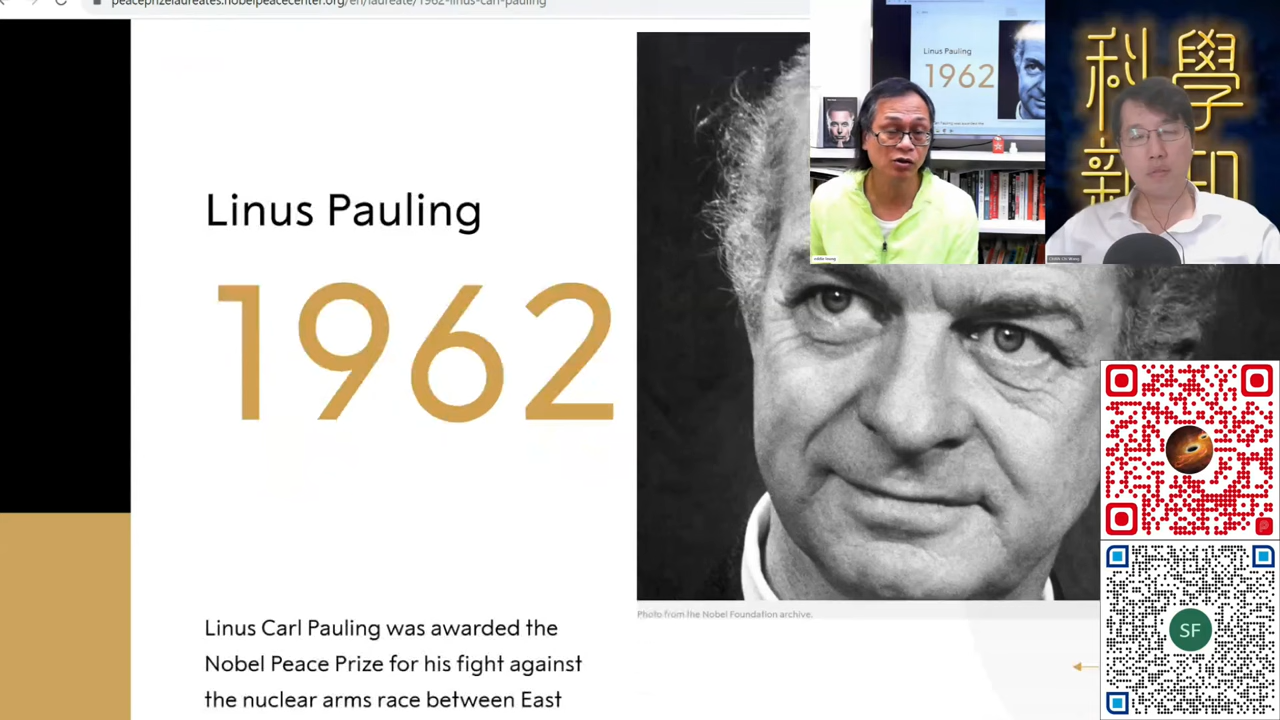 peaceprizelaureates.nobelpeacecenter.org/en/laureate/1962-linus-carl-pauling
Linus Pauling
1962
Linus Carl Pauling was awarded the
Nobel Peace Prize for his fight against
the nuclear arms race between East
Photo from the Nobel Foundation archive.
Linus Pauling
1962
科學
新知
SF